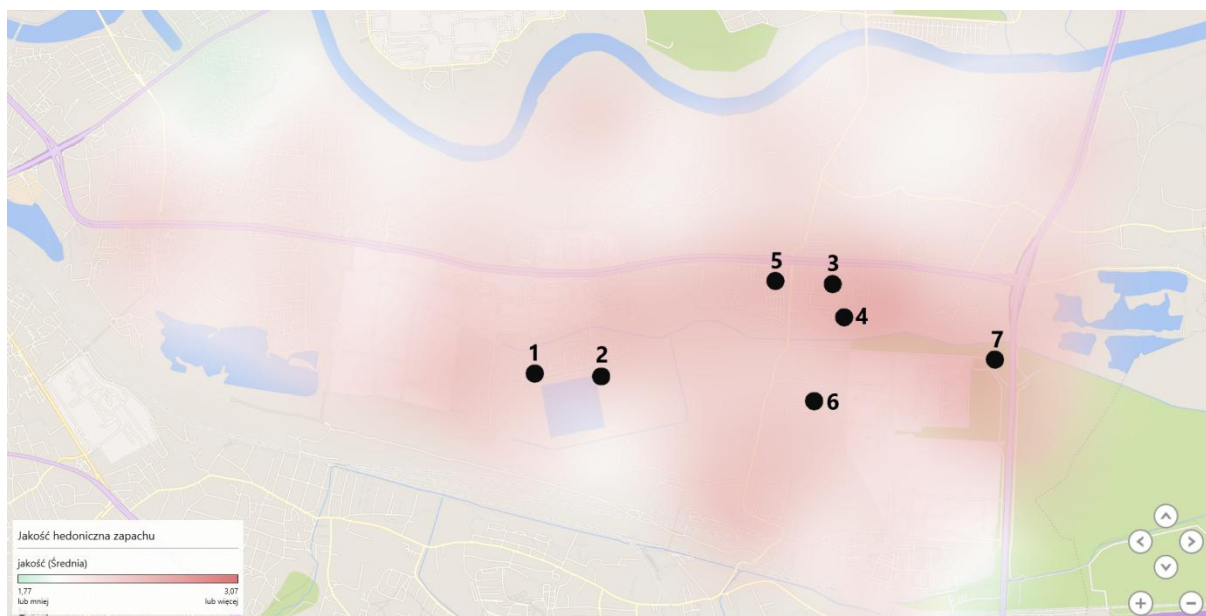 5
3
4
7
1
2
6
Jakość hedoniczna zapachu
jakość (Średnia)
1,77
3,07
lub mniej
lub więcej